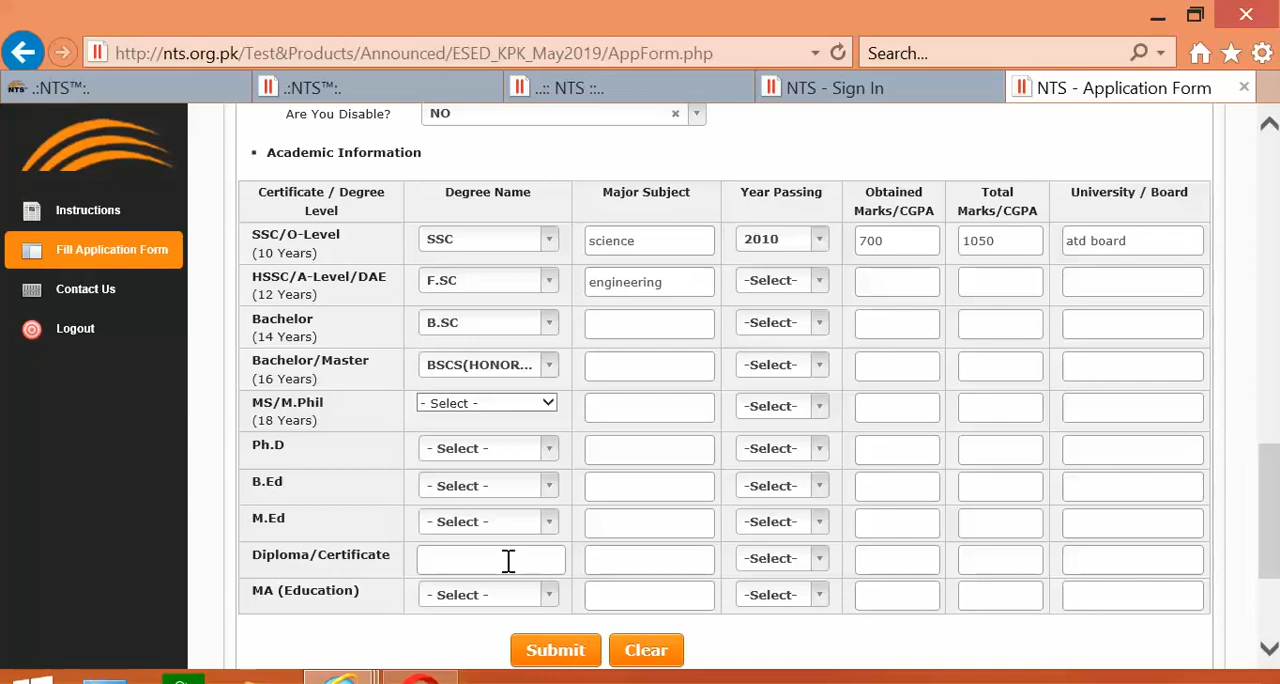 http://nts.org.pk/Test&Products/Announced/ESED_KPK_May2019/AppForm.php
Search...
NTS .:NTS™:.
.:NTS™:.
..:: NTS ::..
NTS - Sign In
NTS - Application Form
Are You Disable?
NO
Instructions
Fill Application Form
Contact Us
Logout
Academic Information
Certificate / Degree Level
Degree Name
Major Subject
Year Passing
Obtained Marks/CGPA
Total Marks/CGPA
University / Board
SSC/O-Level
(10 Years)
SSC
science
2010
700
1050
atd board
HSSC/A-Level/DAE
(12 Years)
F.SC
engineering
-Select-
Bachelor
(14 Years)
B.SC
-Select-
Bachelor/Master
(16 Years)
BSCS(HONOR...
-Select-
MS/M.Phil
(18 Years)
- Select -
-Select-
Ph.D
- Select -
-Select-
B.Ed
- Select -
-Select-
M.Ed
- Select -
-Select-
Diploma/Certificate
-Select-
MA (Education)
- Select -
-Select-
Submit
Clear